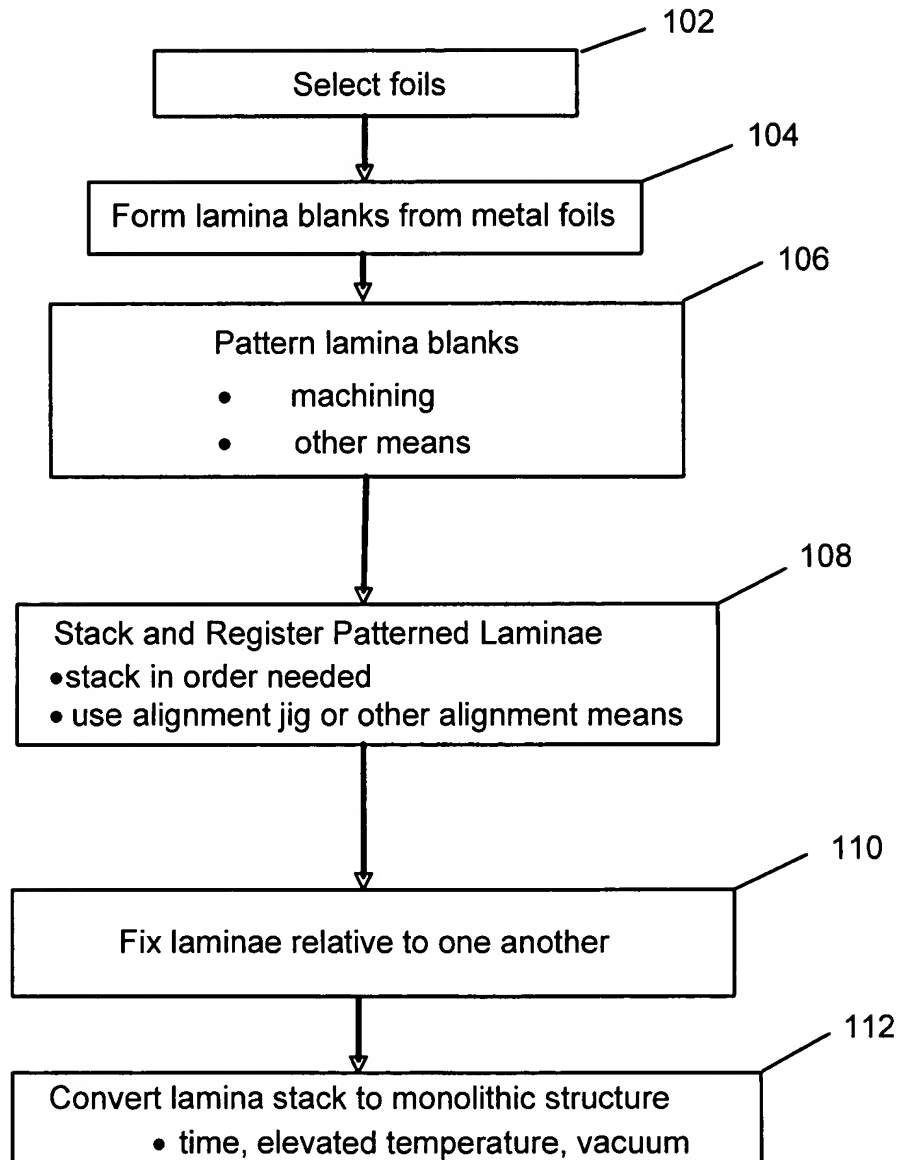 102
Select foils
104
Form lamina blanks from metal foils
106
Pattern lamina blanks
• machining
• other means
108
Stack and Register Patterned Laminae
•stack in order needed
• use alignment jig or other alignment means
110
Fix laminae relative to one another
112
Convert lamina stack to monolithic structure
• time, elevated temperature, vacuum